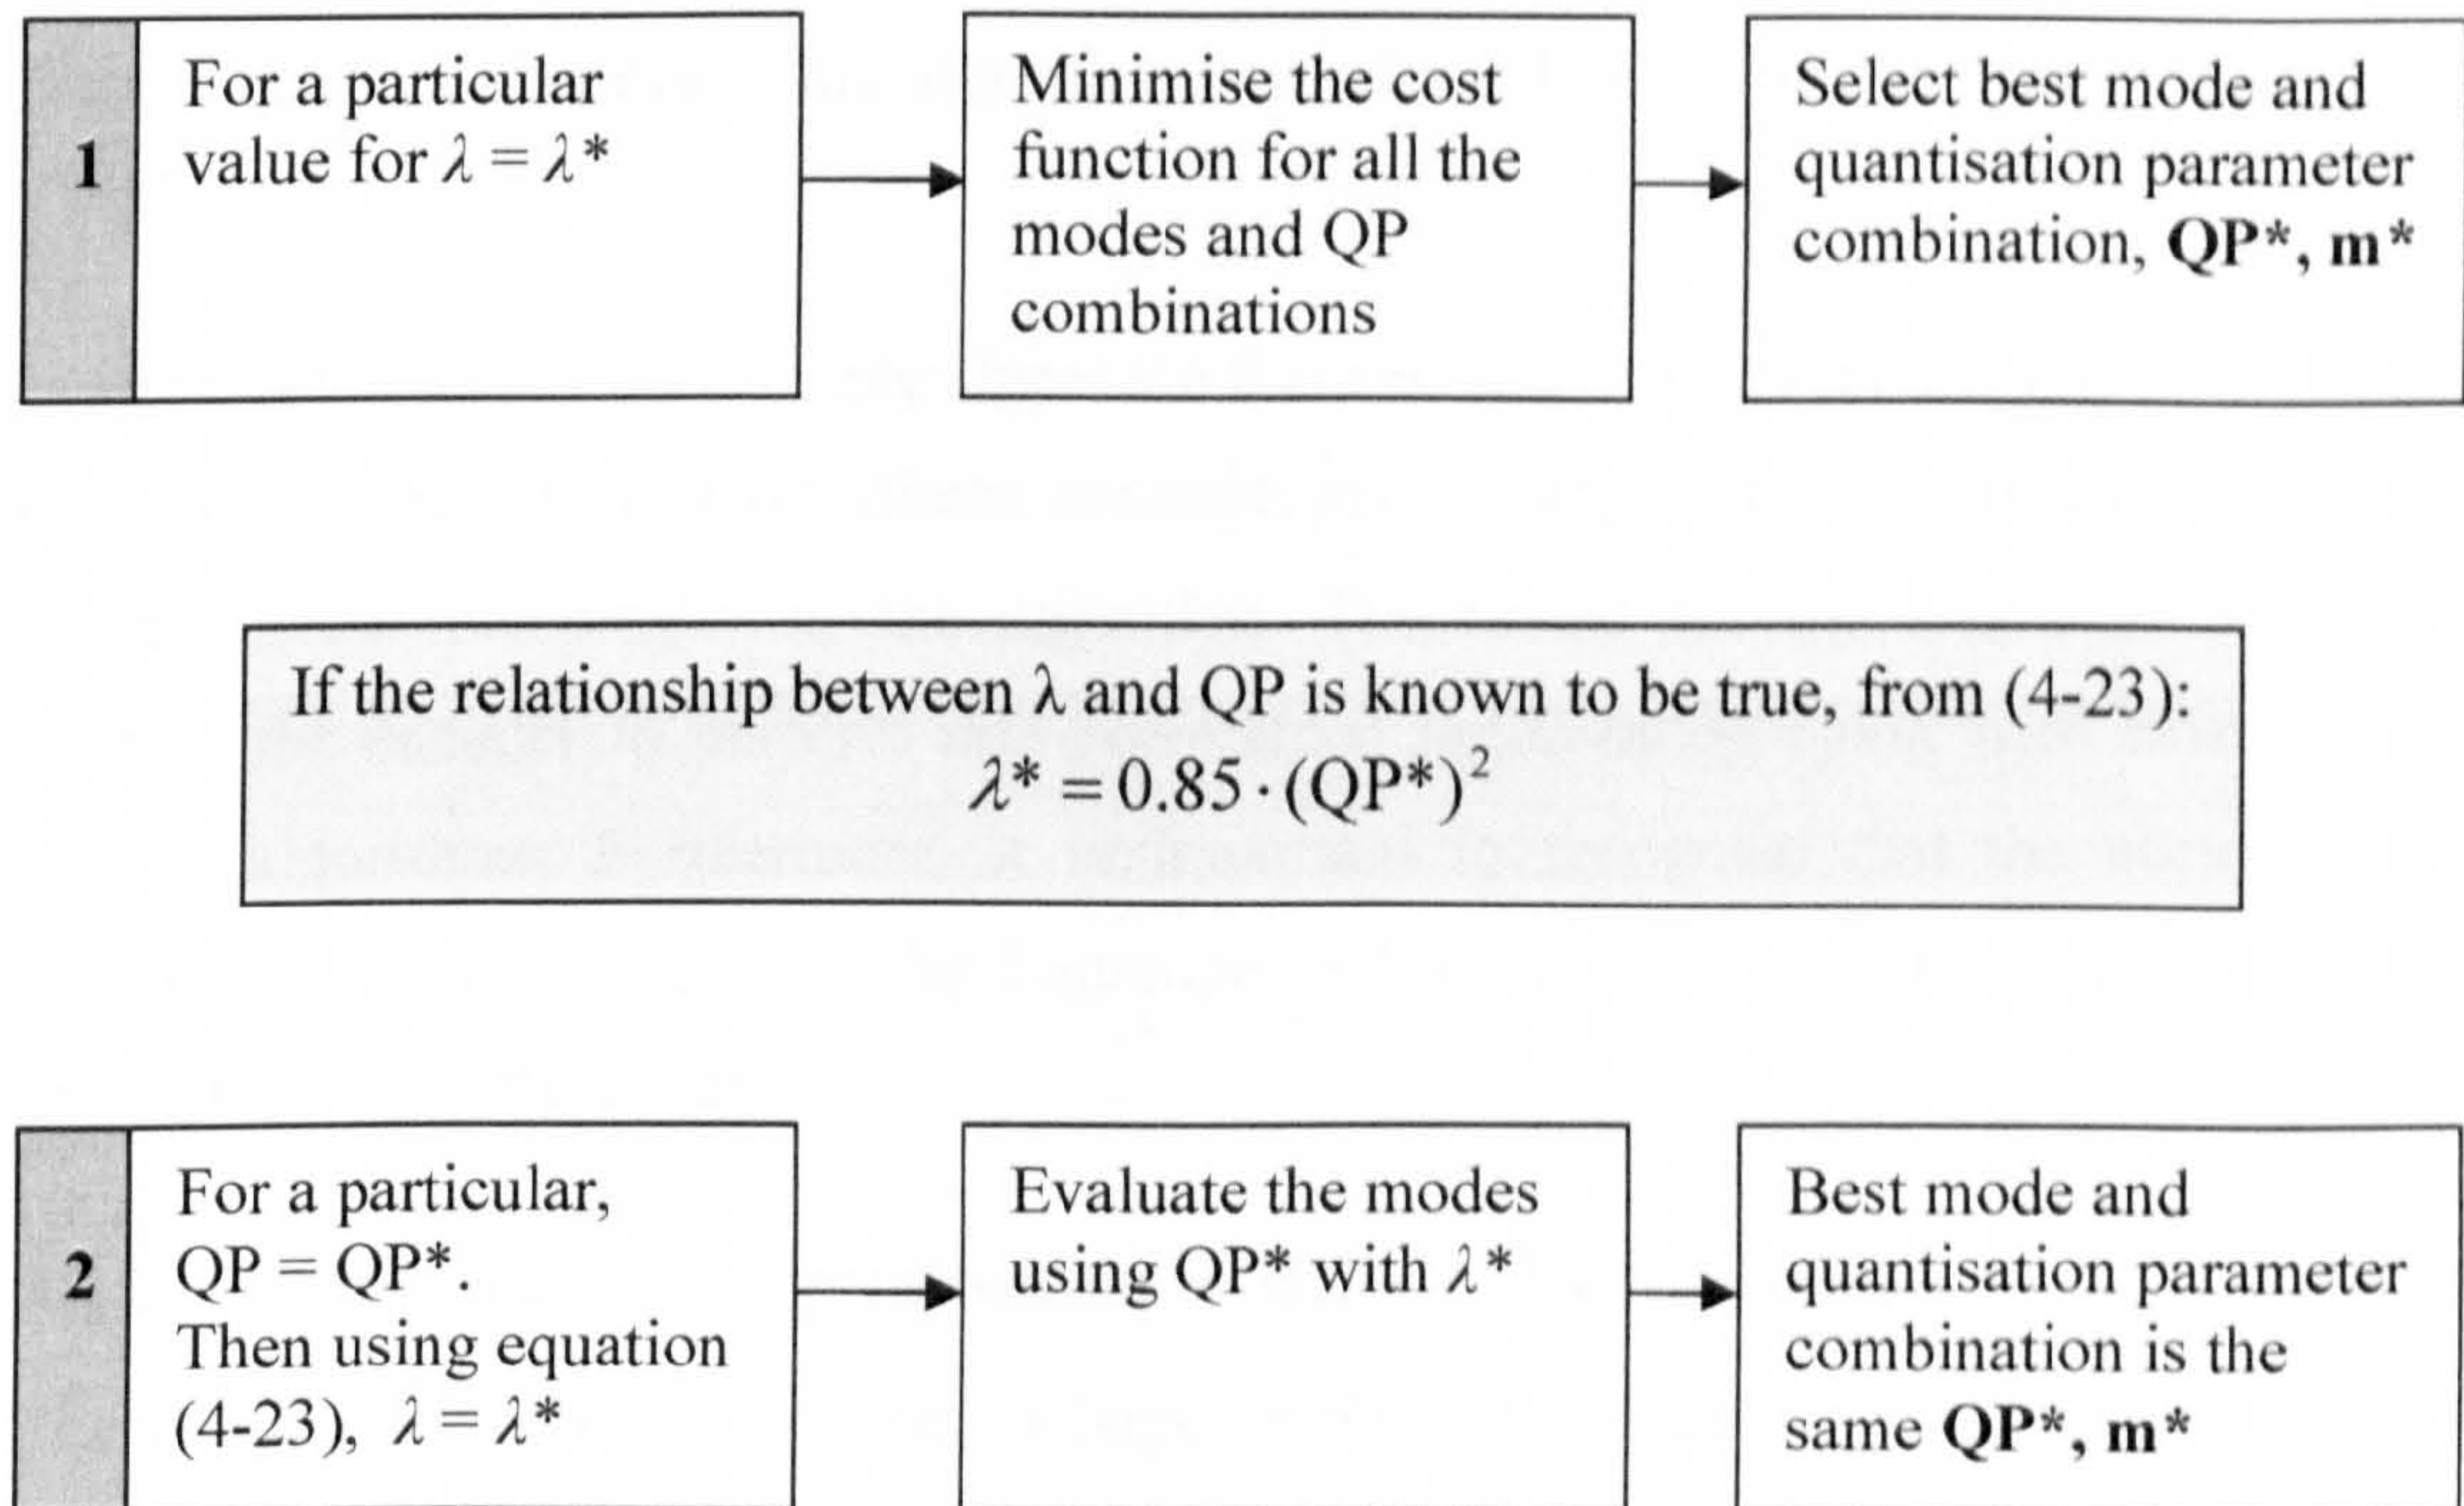 1
For a particular
value for λ = λ*
Minimise the cost
function for all the
modes and QP
combinations
Select best mode and
quantisation parameter
combination, QP*, m*
If the relationship between λ and QP is known to be true, from (4-23):
λ* = 0.85 · (QP*)²
2
For a particular,
QP = QP*.
Then using equation
(4-23), λ = λ*
Evaluate the modes
using QP* with λ*
Best mode and
quantisation parameter
combination is the
same QP*, m*